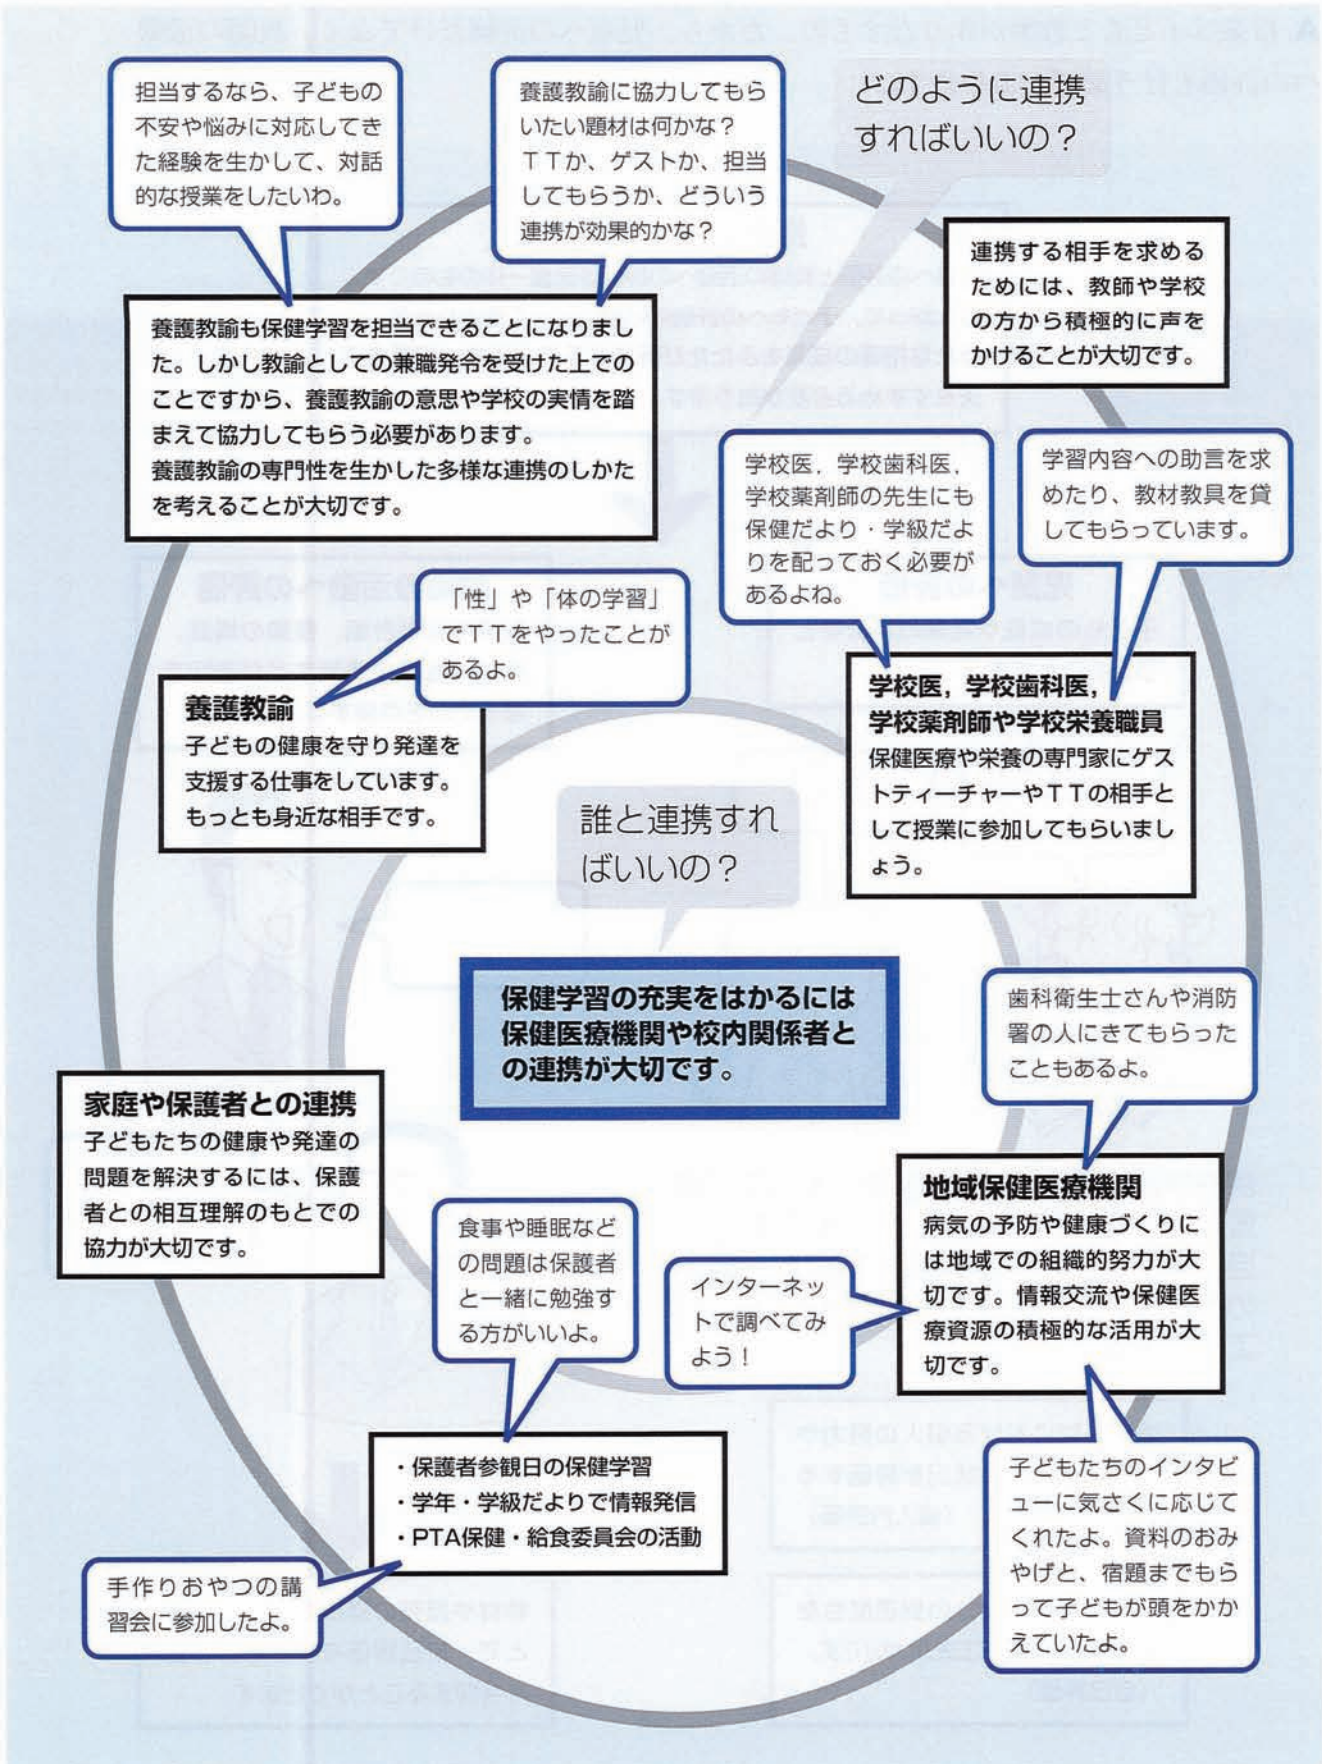 どのように連携
すればいいの？
担当するなら、子どもの
不安や悩みに対応してき
た経験を生かして、対話
的な授業をしたいわ。
養護教諭に協力してもら
いたい題材は何かな？
ＴＴか、ゲストか、担当
してもらうか、どういう
連携が効果的かな？
連携する相手を求める
ためには、教師や学校
の方から積極的に声を
かけることが大切です。
養護教諭も保健学習を担当できることになりまし
た。しかし教諭としての兼職発令を受けた上での
ことですから、養護教諭の意思や学校の実情を踏
まえて協力してもらう必要があります。
養護教諭の専門性を生かした多様な連携のしかた
を考えることが大切です。
学校医，学校歯科医，
学校薬剤師の先生にも
保健だより・学級だよ
りを配っておく必要が
あるよね。
学習内容への助言を求
めたり、教材教具を貸
してもらっています。
「性」や「体の学習」
でＴＴをやったことが
あるよ。
養護教諭
子どもの健康を守り発達を
支援する仕事をしています。
もっとも身近な相手です。
学校医，学校歯科医，
学校薬剤師や学校栄養職員
保健医療や栄養の専門家にゲス
トティーチャーやＴＴの相手と
して授業に参加してもらいまし
ょう。
誰と連携すれ
ばいいの？
保健学習の充実をはかるには
保健医療機関や校内関係者と
の連携が大切です。
歯科衛生士さんや消防
署の人にきてもらった
こともあるよ。
家庭や保護者との連携
子どもたちの健康や発達の
問題を解決するには、保護
者との相互理解のもとでの
協力が大切です。
地域保健医療機関
病気の予防や健康づくりに
は地域での組織的努力が大
切です。情報交流や保健医
療資源の積極的な活用が大
切です。
食事や睡眠など
の問題は保護者
と一緒に勉強す
る方がいいよ。
インターネッ
トで調べてみ
よう！
・保護者参観日の保健学習
・学年・学級だよりで情報発信
・PTA保健・給食委員会の活動
手作りおやつの講
習会に参加したよ。
子どもたちのインタビ
ューに気さくに応じて
くれたよ。資料のおみ
やげと、宿題までもら
って子どもが頭をかか
えていたよ。